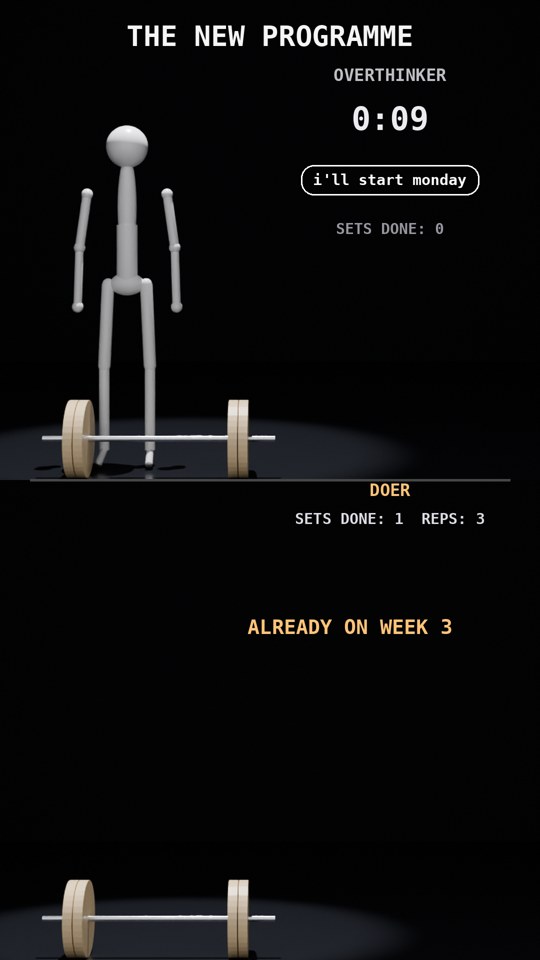 THE NEW PROGRAMME
OVERTHINKER
0:09
i'll start monday
SETS DONE: 0
DOER
SETS DONE: 1  REPS: 3
ALREADY ON WEEK 3